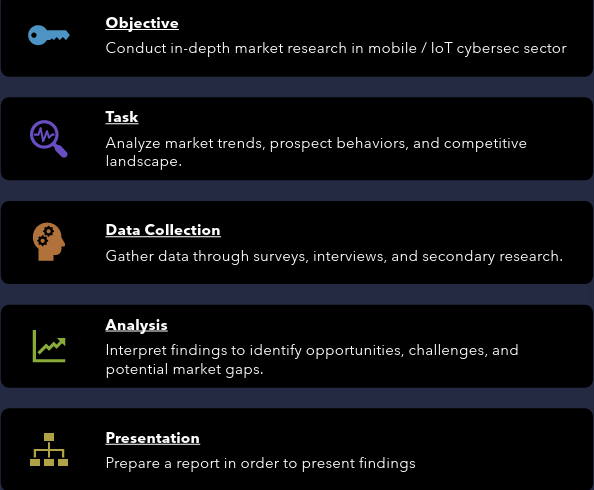 Objective
Conduct in-depth market research in mobile / IoT cybersec sector
Task
Analyze market trends, prospect behaviors, and competitive
landscape.
Data Collection
Gather data through surveys, interviews, and secondary research.
Analysis
Interpret findings to identify opportunities, challenges, and
potential market gaps.
Presentation
Prepare a report in order to present findings